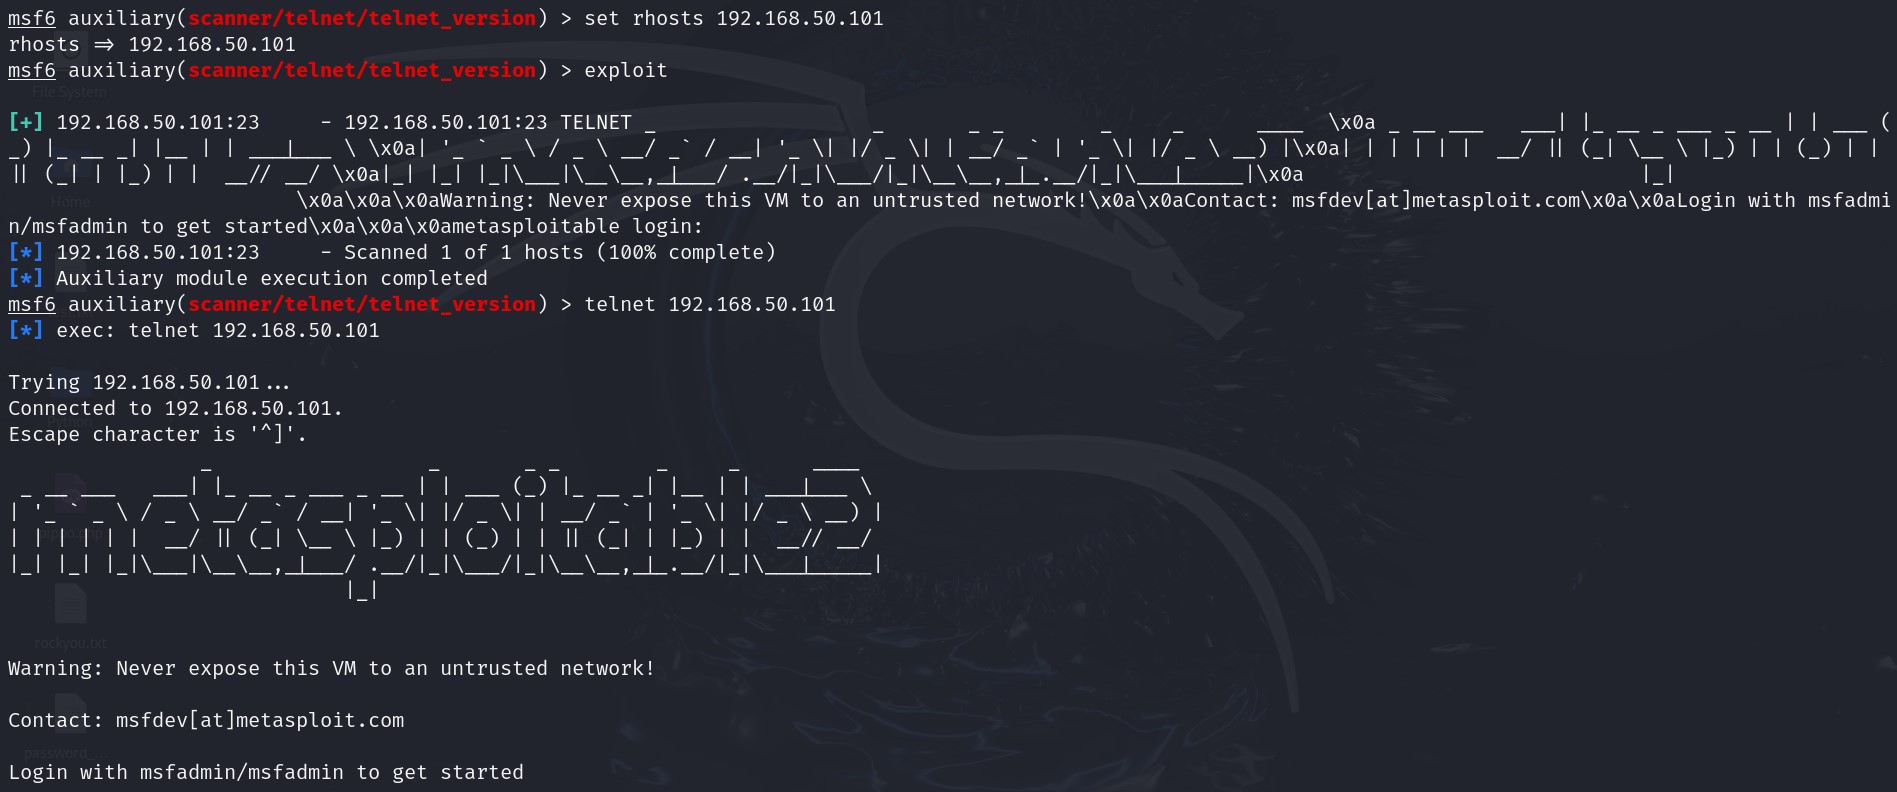 msf6 auxiliary(scanner/telnet/telnet_version) > set rhosts 192.168.50.101
rhosts => 192.168.50.101
msf6 auxiliary(scanner/telnet/telnet_version) > exploit
File System
[+] 192.168.50.101:23     - 192.168.50.101:23 TELNET _                  _       _ _        _     _      ____  \x0a _ __ ___   ___| |_ __ _ ___ _ __ | | ___ (
_) |_ __ _| |__ | | ___|___ \ \x0a| '_ ` _ \ / _ \ __/ _` / __| '_ \| |/ _ \| | __/ _` | '_ \| |/ _ \ __) |\x0a| | | | | |  __/ || (_| \__ \ |_) | | (_) | |
|| (_| | |_) | |  __// __/ \x0a|_| |_| |_|\___|\__\__,_|___/ .__/|_|\___/|_|\__\__,_|_.__/|_|\___|_____|\x0a                            |_|
Home
\x0a\x0a\x0aWarning: Never expose this VM to an untrusted network!\x0a\x0aContact: msfdev[at]metasploit.com\x0a\x0aLogin with msfadmi
n/msfadmin to get started\x0a\x0a\x0ametasploitable login:
[*] 192.168.50.101:23     - Scanned 1 of 1 hosts (100% complete)
[*] Auxiliary module execution completed
msf6 auxiliary(scanner/telnet/telnet_version) > telnet 192.168.50.101
[*] exec: telnet 192.168.50.101
Trying 192.168.50.101...
Connected to 192.168.50.101.
Escape character is '^]'.
                _                  _       _ _        _     _      ____
 _ __ ___   ___| |_ __ _ ___ _ __ | | ___ (_) |_ __ _| |__ | | ___|___ \
| '_ ` _ \ / _ \ __/ _` / __| '_ \| |/ _ \| | __/ _` | '_ \| |/ _ \ __) |
| | | | | |  __/ || (_| \__ \ |_) | | (_) | | || (_| | |_) | |  __// __/
|_| |_| |_|\___|\__\__,_|___/ .__/|_|\___/|_|\__\__,_|_.__/|_|\___|_____|
                            |_|
rockyou.txt
Warning: Never expose this VM to an untrusted network!
Contact: msfdev[at]metasploit.com
password_...
Login with msfadmin/msfadmin to get started